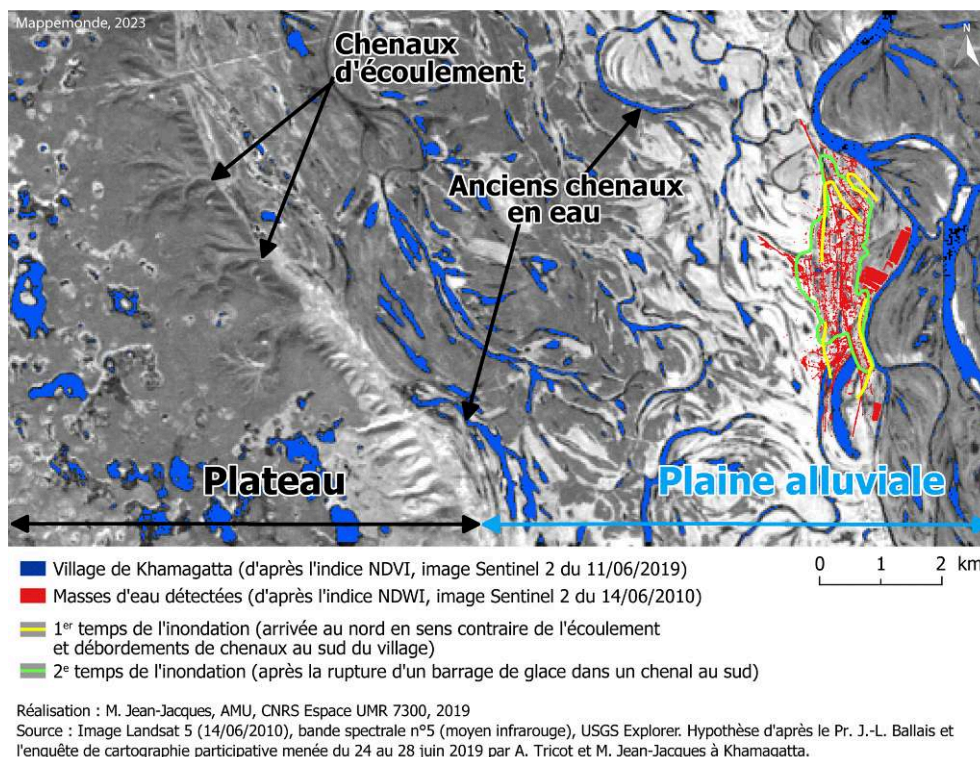 Mappemonde, 2023
N
Chenaux
d'écoulement
Anciens chenaux
en eau
Plateau
Plaine alluviale
Village de Khamagatta (d'après l'indice NDVI, image Sentinel 2 du 11/06/2019)
Masses d'eau détectées (d'après l'indice NDWI, image Sentinel 2 du 14/06/2010)
0 1 2 km
1er temps de l'inondation (arrivée au nord en sens contraire de l'écoulement
et débordements de chenaux au sud du village)
2e temps de l'inondation (après la rupture d'un barrage de glace dans un chenal au sud)
Réalisation : M. Jean-Jacques, AMU, CNRS Espace UMR 7300, 2019
Source : Image Landsat 5 (14/06/2010), bande spectrale n°5 (moyen infrarouge), USGS Explorer. Hypothèse d'après le Pr. J.-L. Ballais et
l'enquête de cartographie participative menée du 24 au 28 juin 2019 par A. Tricot et M. Jean-Jacques à Khamagatta.